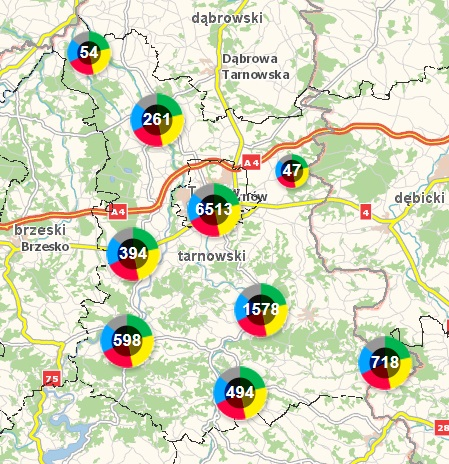 dąbrowski
54
Dąbrowa
Tarnowska
261
A4
47
dębicki
6513
A4
4
brzeski
Brzesko
394
tarnowski
1578
598
718
75
494
28